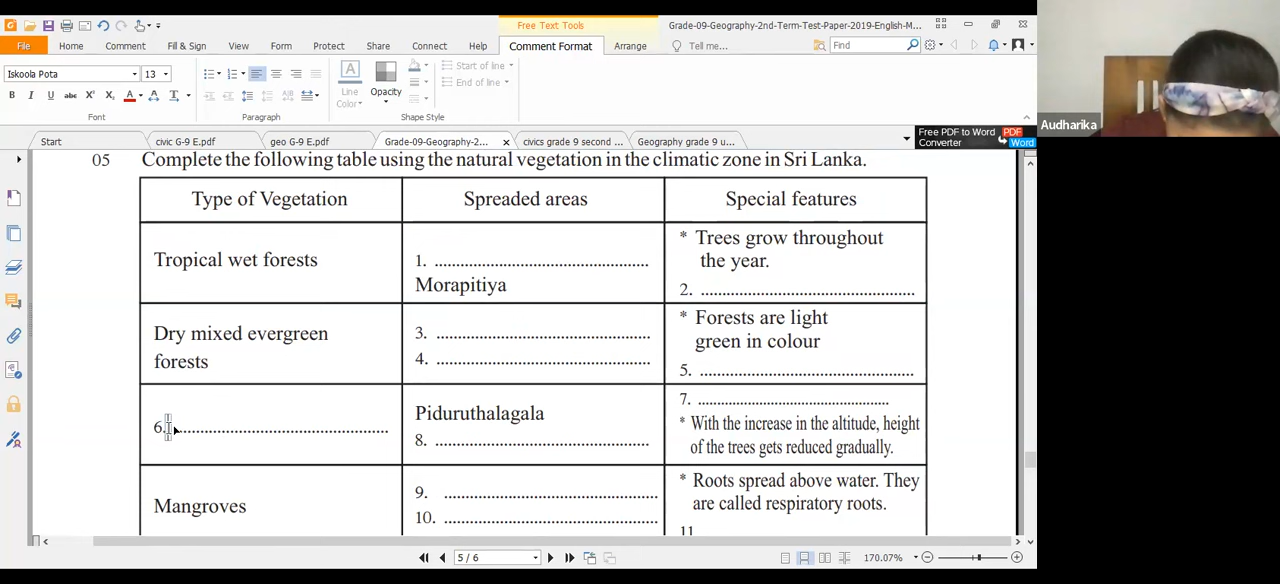 Free Text Tools
Grade-09-Geography-2nd-Term-Test-Paper-2019-English-M...
File
Home
Comment
Fill & Sign
View
Form
Protect
Share
Connect
Help
Comment Format
Arrange
Tell me...
Find
Iskoola Pota
13
Start of line
End of line
Line
Color
Opacity
B I U abc X² X₂ A A T
Font
Paragraph
Shape Style
Start
civic G-9 E.pdf
geo G-9 E.pdf
Grade-09-Geography-2...
civics grade 9 second ...
Geography grade 9 u...
Free PDF to Word
Converter
PDF
Word
Audharika
05 Complete the following table using the natural vegetation in the climatic zone in Sri Lanka.
Type of Vegetation
Spreaded areas
Special features
Tropical wet forests
1. ..................................................
Morapitiya
* Trees grow throughout
the year.
2. ..................................................
Dry mixed evergreen
forests
3. ..................................................
4. ..................................................
* Forests are light
green in colour
5. ..................................................
6. ..................................................
Piduruthalagala
8. ..................................................
7. ..................................................
* With the increase in the altitude, height
of the trees gets reduced gradually.
Mangroves
9. ..................................................
10. ..................................................
* Roots spread above water. They
are called respiratory roots.
11
5 / 6
170.07%